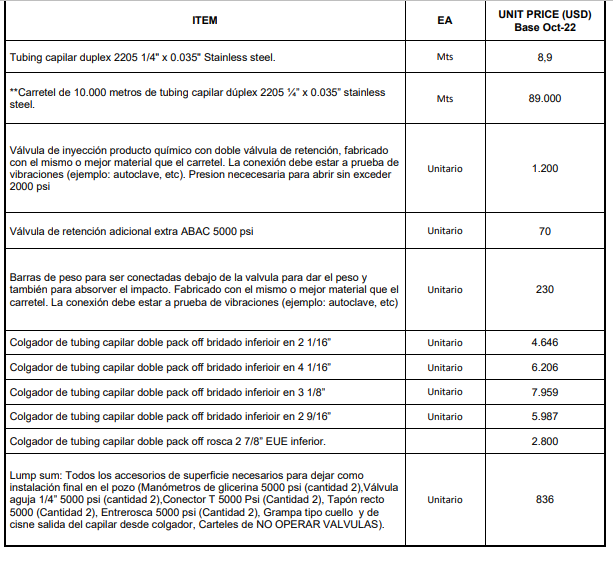 ITEM
EA
UNIT PRICE (USD)
Base Oct-22
Tubing capilar duplex 2205 1/4" x 0.035" Stainless steel.
Mts
8,9
**Carretel de 10.000 metros de tubing capilar dúplex 2205 ¼” x 0.035” stainless
steel.
Mts
89.000
Válvula de inyección producto químico con doble válvula de retención, fabricado
con el mismo o mejor material que el carretel. La conexión debe estar a prueba de
vibraciones (ejemplo: autoclave, etc). Presion nececesaria para abrir sin exceder
2000 psi
Unitario
1.200
Válvula de retención adicional extra ABAC 5000 psi
Unitario
70
Barras de peso para ser conectadas debajo de la valvula para dar el peso y
también para absorver el impacto. Fabricado con el mismo o mejor material que el
carretel. La conexión debe estar a prueba de vibraciones (ejemplo: autoclave, etc)
Unitario
230
Colgador de tubing capilar doble pack off bridado inferioir en 2 1/16”
Unitario
4.646
Colgador de tubing capilar doble pack off bridado inferioir en 4 1/16”
Unitario
6.206
Colgador de tubing capilar doble pack off bridado inferioir en 3 1/8”
Unitario
7.959
Colgador de tubing capilar doble pack off bridado inferioir en 2 9/16”
Unitario
5.987
Colgador de tubing capilar doble pack off rosca 2 7/8” EUE inferior.
2.800
Lump sum: Todos los accesorios de superficie necesarios para dejar como
instalación final en el pozo (Manómetros de glicerina 5000 psi (cantidad 2),Válvula
aguja 1/4” 5000 psi (cantidad 2),Conector T 5000 Psi (Cantidad 2), Tapón recto
5000 (Cantidad 2), Entrerosca 5000 psi (Cantidad 2), Grampa tipo cuello y de
cisne salida del capilar desde colgador, Carteles de NO OPERAR VALVULAS).
Unitario
836